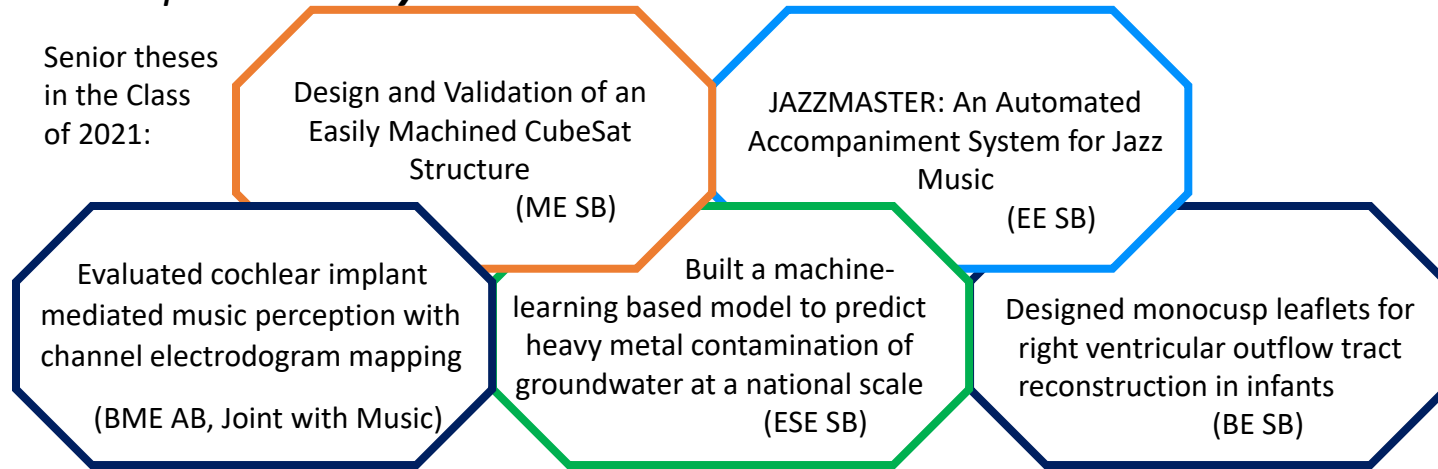 Senior theses
in the Class
of 2021:
Design and Validation of an
Easily Machined CubeSat
Structure
(ME SB)
JAZZMASTER: An Automated
Accompaniment System for Jazz
Music
(EE SB)
Evaluated cochlear implant
mediated music perception with
channel electrodogram mapping
(BME AB, Joint with Music)
Built a machine-
learning based model to predict
heavy metal contamination of
groundwater at a national scale
(ESE SB)
Designed monocusp leaflets for
right ventricular outflow tract
reconstruction in infants
(BE SB)